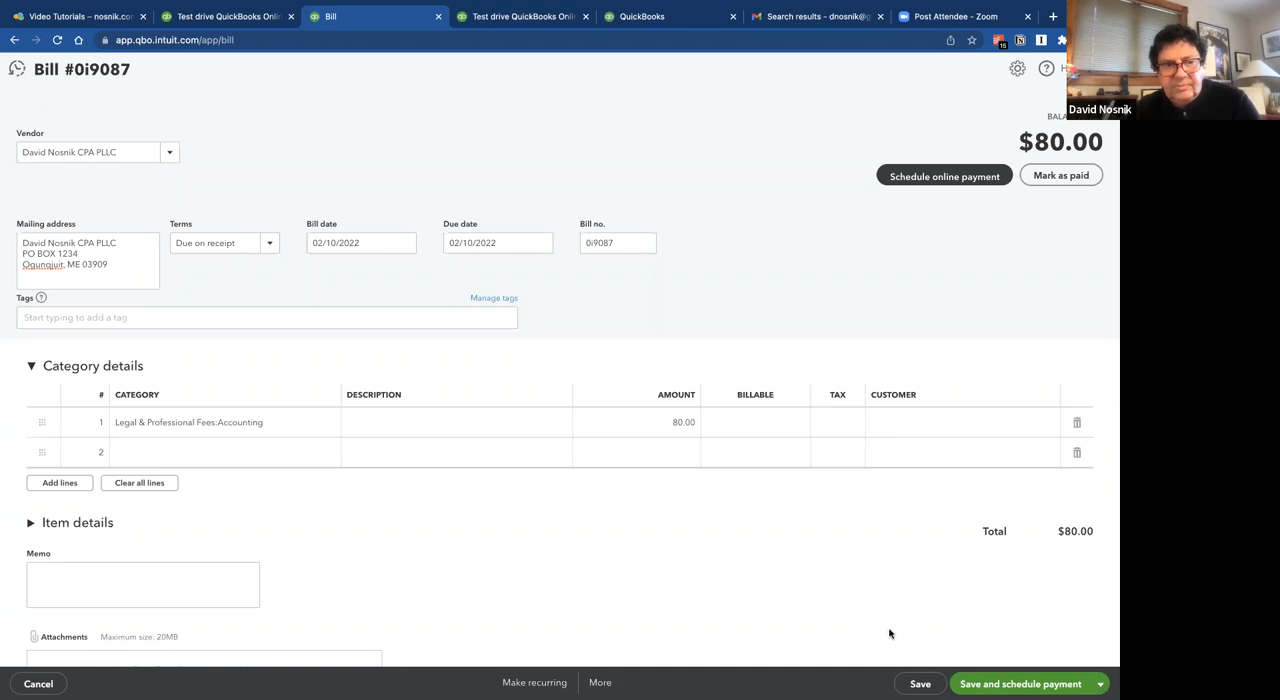 Video Tutorials – nosnik.co
Test drive QuickBooks Onli
Bill
Test drive QuickBooks Onli
QuickBooks
Search results - dnosnik@g
Post Attendee - Zoom
app.qbo.intuit.com/app/bill
15
Bill #0i9087
David Nosnik
$80.00
Schedule online payment
Mark as paid
Vendor
David Nosnik CPA PLLC
Mailing address
Terms
Bill date
Due date
Bill no.
David Nosnik CPA PLLC
PO BOX 1234
Ogunqjuit, ME 03909
Due on receipt
02/10/2022
02/10/2022
0i9087
Tags
Manage tags
Start typing to add a tag
Category details
# CATEGORY DESCRIPTION AMOUNT BILLABLE TAX CUSTOMER
1 Legal & Professional Fees:Accounting 80.00
2
Add lines
Clear all lines
Item details
Total $80.00
Memo
Attachments Maximum size: 20MB
Cancel
Make recurring
More
Save
Save and schedule payment